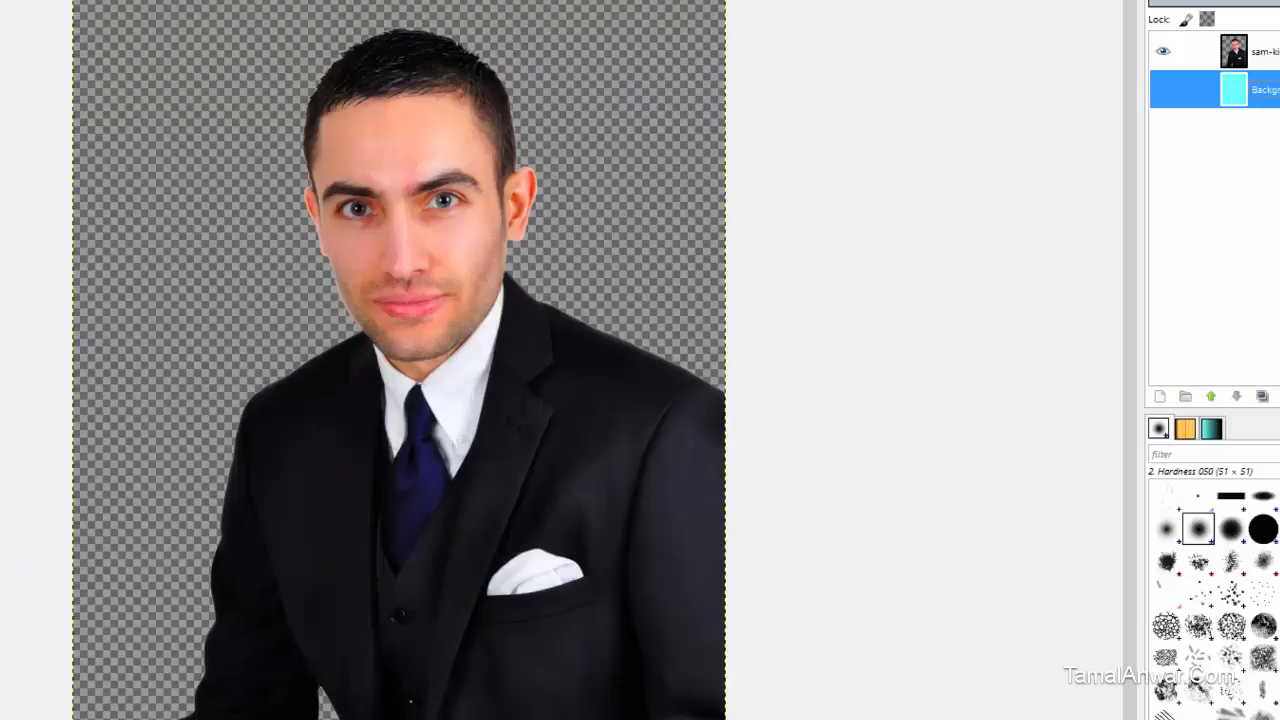 Lock:
sam-ki
Backgr
filter
2. Hardness 050 (51 × 51)
TamalAnwar.Com